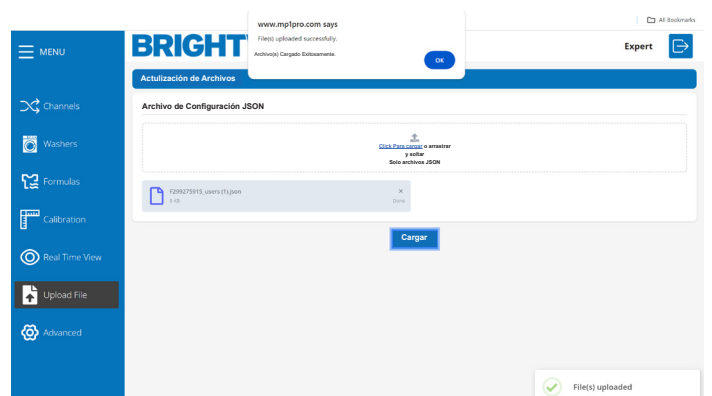 www.mp1pro.com says
File(s) uploaded successfully.
Archivo(s) Cargado Exitosamente.
OK
All Bookmarks
MENU
BRIGHT
Expert
Actulización de Archivos
Archivo de Configuración JSON
Click Para cargar o arrastrar
y soltar
Solo archivos JSON
F299275915_users (1).json
5 KB
Done
Cargar
Channels
Washers
Formulas
Calibration
Real Time View
Upload File
Advanced
File(s) uploaded